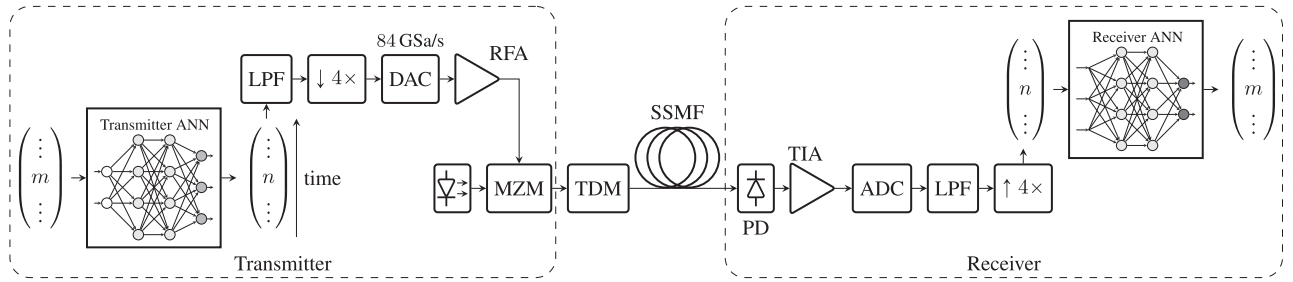 84 GSa/s
RFA
LPF
↓ 4×
DAC
Transmitter ANN
⋮
m
⋮
⋮
n
⋮
time
MZM
TDM
SSMF
Transmitter
TIA
PD
ADC
LPF
↑ 4×
⋮
n
⋮
Receiver ANN
⋮
m
⋮
Receiver